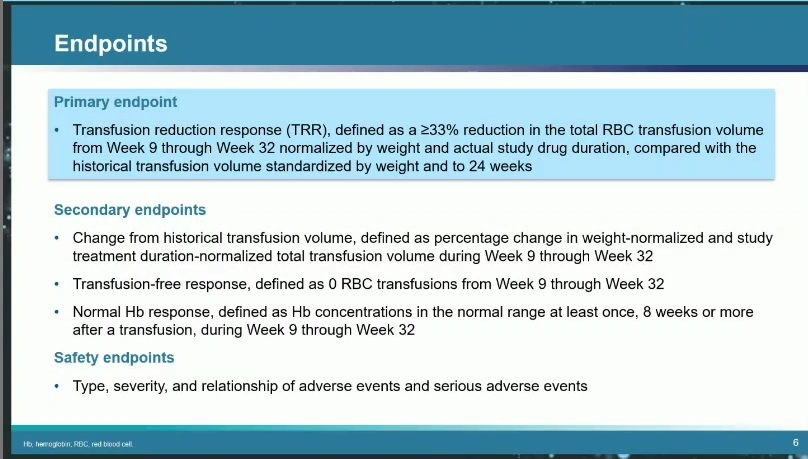 Endpoints
Primary endpoint
• Transfusion reduction response (TRR), defined as a ≥33% reduction in the total RBC transfusion volume
from Week 9 through Week 32 normalized by weight and actual study drug duration, compared with the
historical transfusion volume standardized by weight and to 24 weeks
Secondary endpoints
• Change from historical transfusion volume, defined as percentage change in weight-normalized and study
treatment duration-normalized total transfusion volume during Week 9 through Week 32
• Transfusion-free response, defined as 0 RBC transfusions from Week 9 through Week 32
• Normal Hb response, defined as Hb concentrations in the normal range at least once, 8 weeks or more
after a transfusion, during Week 9 through Week 32
Safety endpoints
• Type, severity, and relationship of adverse events and serious adverse events
Hb, hemoglobin; RBC, red blood cell.
6